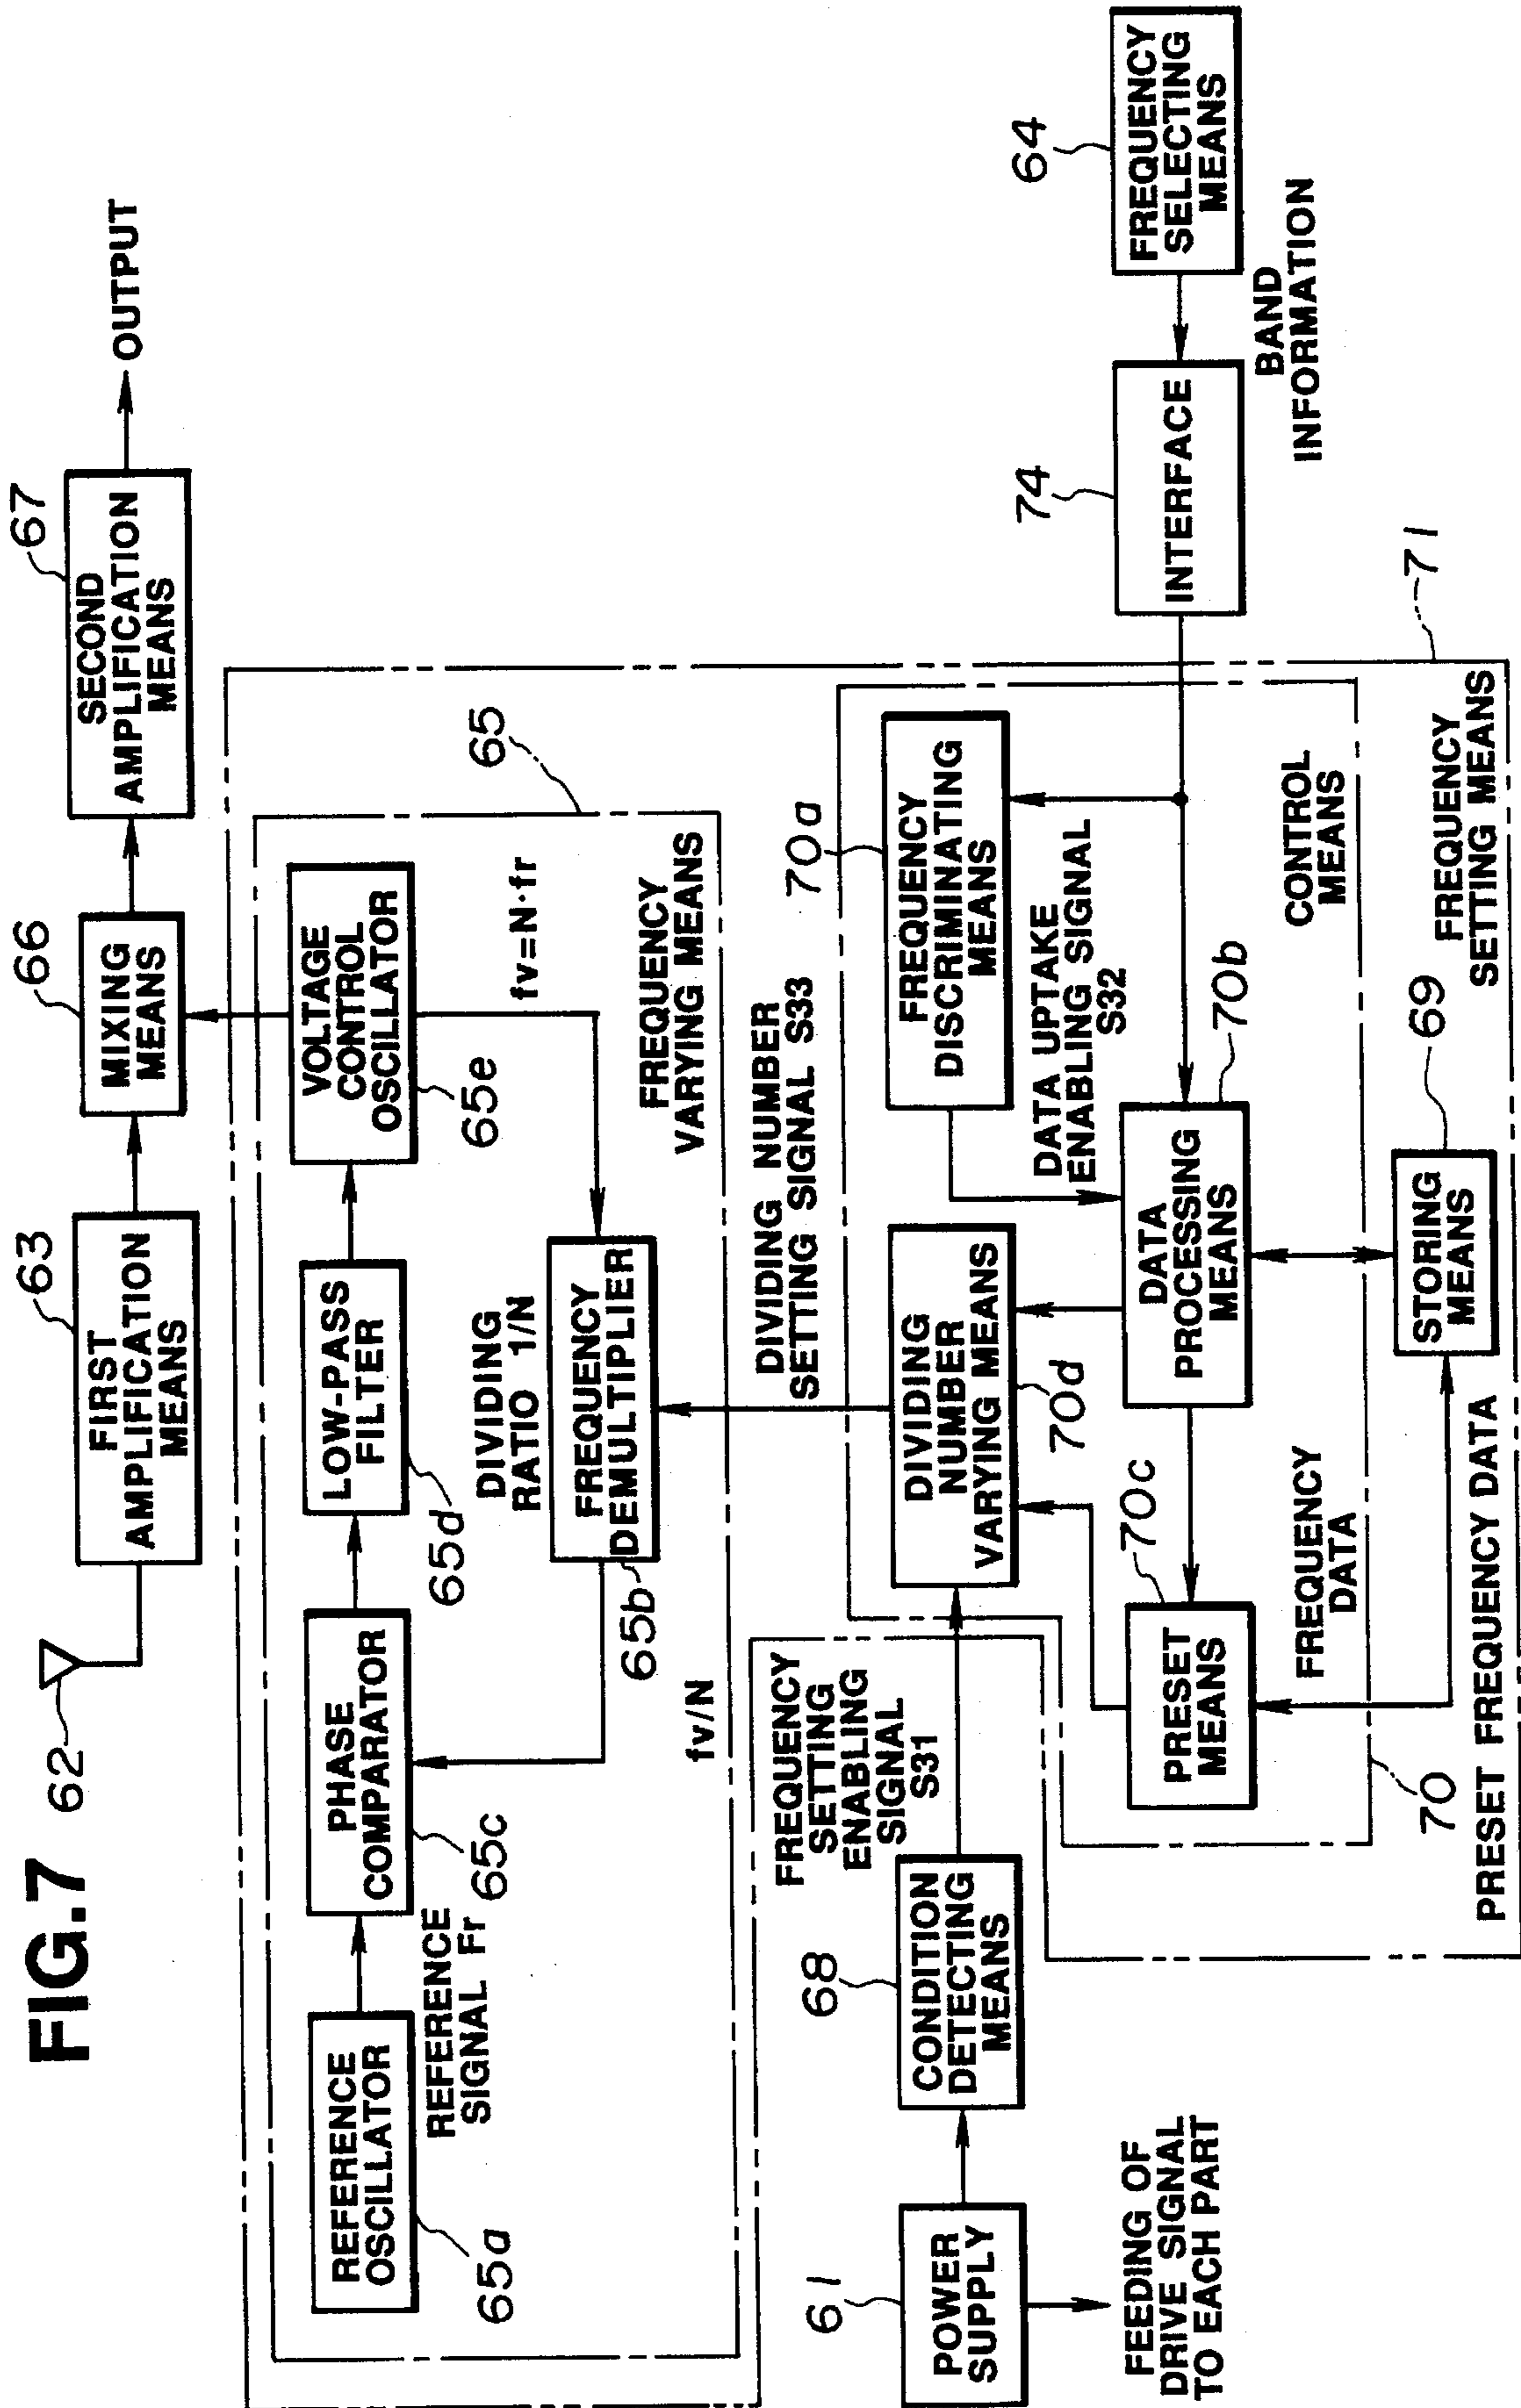 FIG.7
62
63
FIRST
AMPLIFICATION
MEANS
66
MIXING
MEANS
67
SECOND
AMPLIFICATION
MEANS
OUTPUT
65
REFERENCE
OSCILLATOR
65a
REFERENCE
SIGNAL Fr
PHASE
COMPARATOR
65c
LOW-PASS
FILTER
65d
VOLTAGE
CONTROL
OSCILLATOR
65e
fv=N·fr
DIVIDING
RATIO 1/N
FREQUENCY
DEMULTIPLIER
65b
fv/N
FREQUENCY
VARYING MEANS
DIVIDING NUMBER
SETTING SIGNAL S33
61
POWER
SUPPLY
FEEDING OF
DRIVE SIGNAL
TO EACH PART
68
CONDITION
DETECTING
MEANS
FREQUENCY
SETTING
ENABLING
SIGNAL
S31
DIVIDING
NUMBER
VARYING MEANS
70d
70a
FREQUENCY
DISCRIMINATING
MEANS
DATA UPTAKE
ENABLING SIGNAL
S32
70b
DATA
PROCESSING
MEANS
70c
PRESET
MEANS
FREQUENCY
DATA
CONTROL
MEANS
70
69
STORING
MEANS
PRESET FREQUENCY DATA
FREQUENCY
SETTING MEANS
71
74
INTERFACE
64
FREQUENCY
SELECTING
MEANS
BAND
INFORMATION